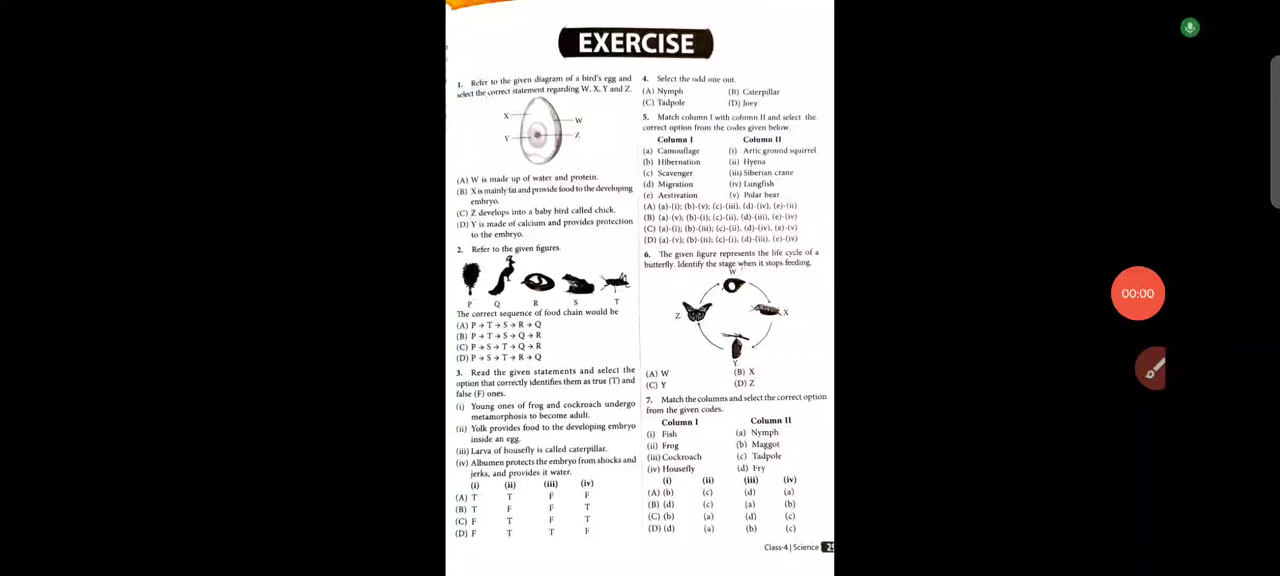 EXERCISE
1. Refer to the given diagram of a bird's egg and
select the correct statement regarding W, X, Y and Z.
X
W
Y
Z
(A) W is made up of water and protein.
(B) X is mainly fat and provide food to the developing
embryo.
(C) Z develops into a baby bird called chick.
(D) Y is made of calcium and provides protection
to the embryo.
2. Refer to the given figures.
P Q R S T
The correct sequence of food chain would be
(A) P → T → S → R → Q
(B) P → T → S → Q → R
(C) P → S → T → Q → R
(D) P → S → T → R → Q
3. Read the given statements and select the
option that correctly identifies them as true (T) and
false (F) ones.
(i) Young ones of frog and cockroach undergo
metamorphosis to become adult.
(ii) Yolk provides food to the developing embryo
inside an egg.
(iii) Larva of housefly is called caterpillar.
(iv) Albumen protects the embryo from shocks and
jerks, and provides it water.
(i) (ii) (iii) (iv)
(A) T T F F
(B) T F F T
(C) F T F T
(D) F T T F
4. Select the odd one out.
(A) Nymph (B) Caterpillar
(C) Tadpole (D) Joey
5. Match column I with column II and select the
correct option from the codes given below.
Column I Column II
(a) Camouflage (i) Artic ground squirrel
(b) Hibernation (ii) Hyena
(c) Scavenger (iii) Siberian crane
(d) Migration (iv) Lungfish
(e) Aestivation (v) Polar bear
(A) (a)-(i); (b)-(v); (c)-(iii), (d)-(iv), (e)-(ii)
(B) (a)-(v); (b)-(i); (c)-(ii), (d)-(iii), (e)-(iv)
(C) (a)-(i); (b)-(iii); (c)-(ii), (d)-(iv), (e)-(v)
(D) (a)-(v); (b)-(ii); (c)-(i), (d)-(iii), (e)-(iv)
6. The given figure represents the life cycle of a
butterfly. Identify the stage when it stops feeding.
W
Z
X
Y
(A) W (B) X
(C) Y (D) Z
7. Match the columns and select the correct option
from the given codes.
Column I Column II
(i) Fish (a) Nymph
(ii) Frog (b) Maggot
(iii) Cockroach (c) Tadpole
(iv) Housefly (d) Fry
(i) (ii) (iii) (iv)
(A) (b) (c) (d) (a)
(B) (d) (c) (a) (b)
(C) (b) (a) (d) (c)
(D) (d) (a) (b) (c)
Class-4 | Science
00:00